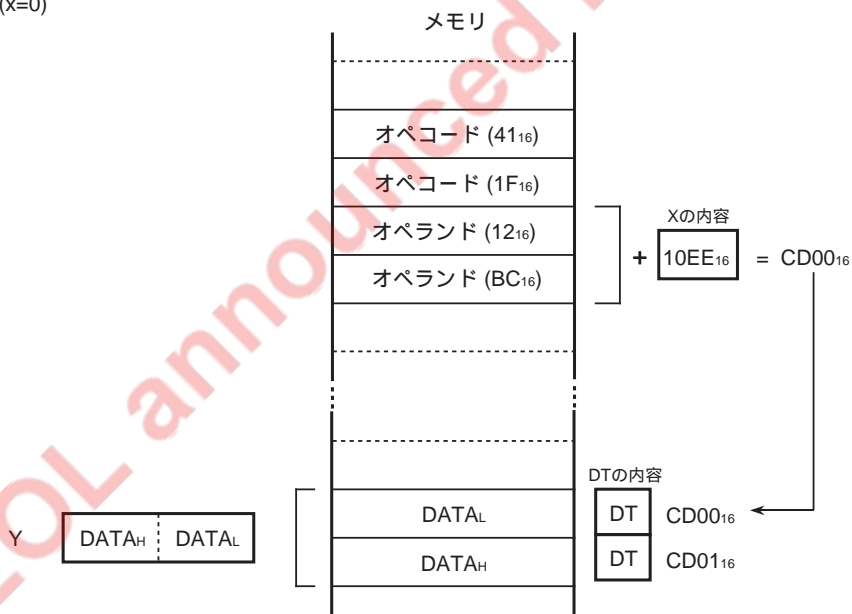 (x=0)
メモリ
オペコード (41₁₆)
オペコード (1F₁₆)
オペランド (12₁₆)
オペランド (BC₁₆)
Xの内容
+ 10EE₁₆ = CD00₁₆
DTの内容
Y DATAH DATAL
DATAL DT CD00₁₆
DATAH DT CD01₁₆
LOL announced